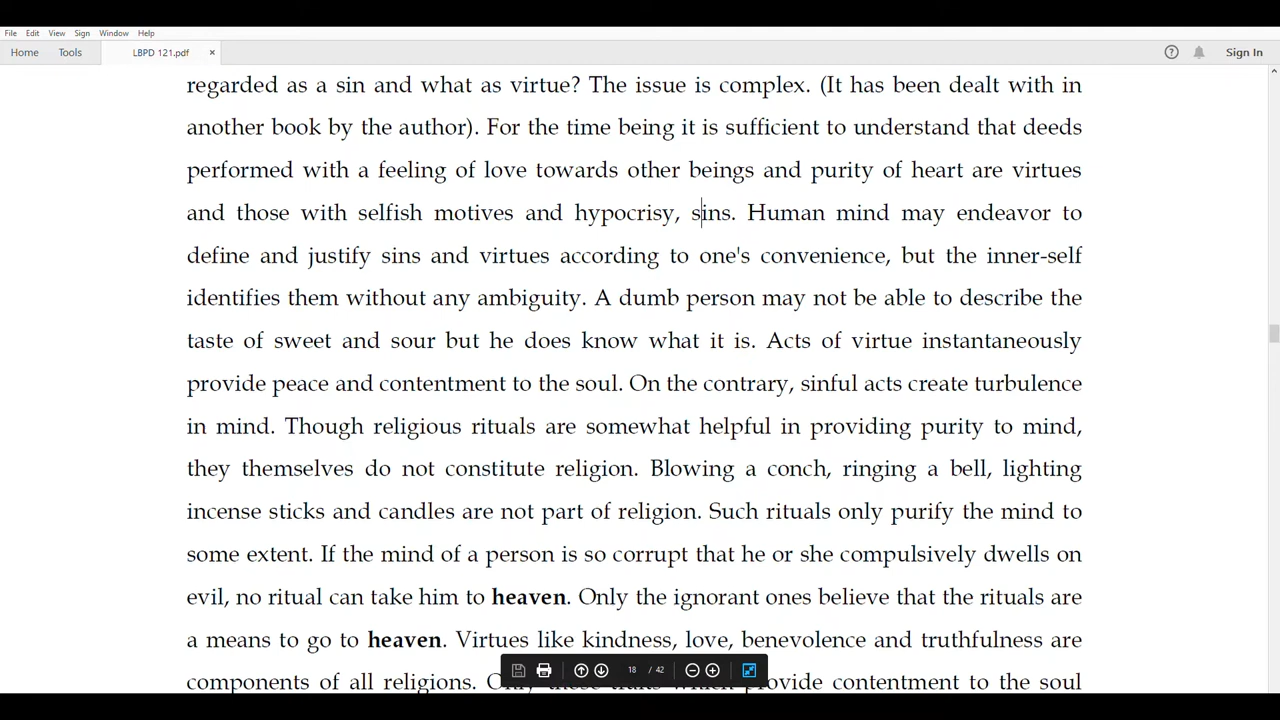 File Edit View Sign Window Help
Home Tools LBPD 121.pdf × ? Sign In
regarded as a sin and what as virtue? The issue is complex. (It has been dealt with in
another book by the author). For the time being it is sufficient to understand that deeds
performed with a feeling of love towards other beings and purity of heart are virtues
and those with selfish motives and hypocrisy, sins. Human mind may endeavor to
define and justify sins and virtues according to one's convenience, but the inner-self
identifies them without any ambiguity. A dumb person may not be able to describe the
taste of sweet and sour but he does know what it is. Acts of virtue instantaneously
provide peace and contentment to the soul. On the contrary, sinful acts create turbulence
in mind. Though religious rituals are somewhat helpful in providing purity to mind,
they themselves do not constitute religion. Blowing a conch, ringing a bell, lighting
incense sticks and candles are not part of religion. Such rituals only purify the mind to
some extent. If the mind of a person is so corrupt that he or she compulsively dwells on
evil, no ritual can take him to heaven. Only the ignorant ones believe that the rituals are
a means to go to heaven. Virtues like kindness, love, benevolence and truthfulness are
components of all religions. provide contentment to the soul
18 / 42